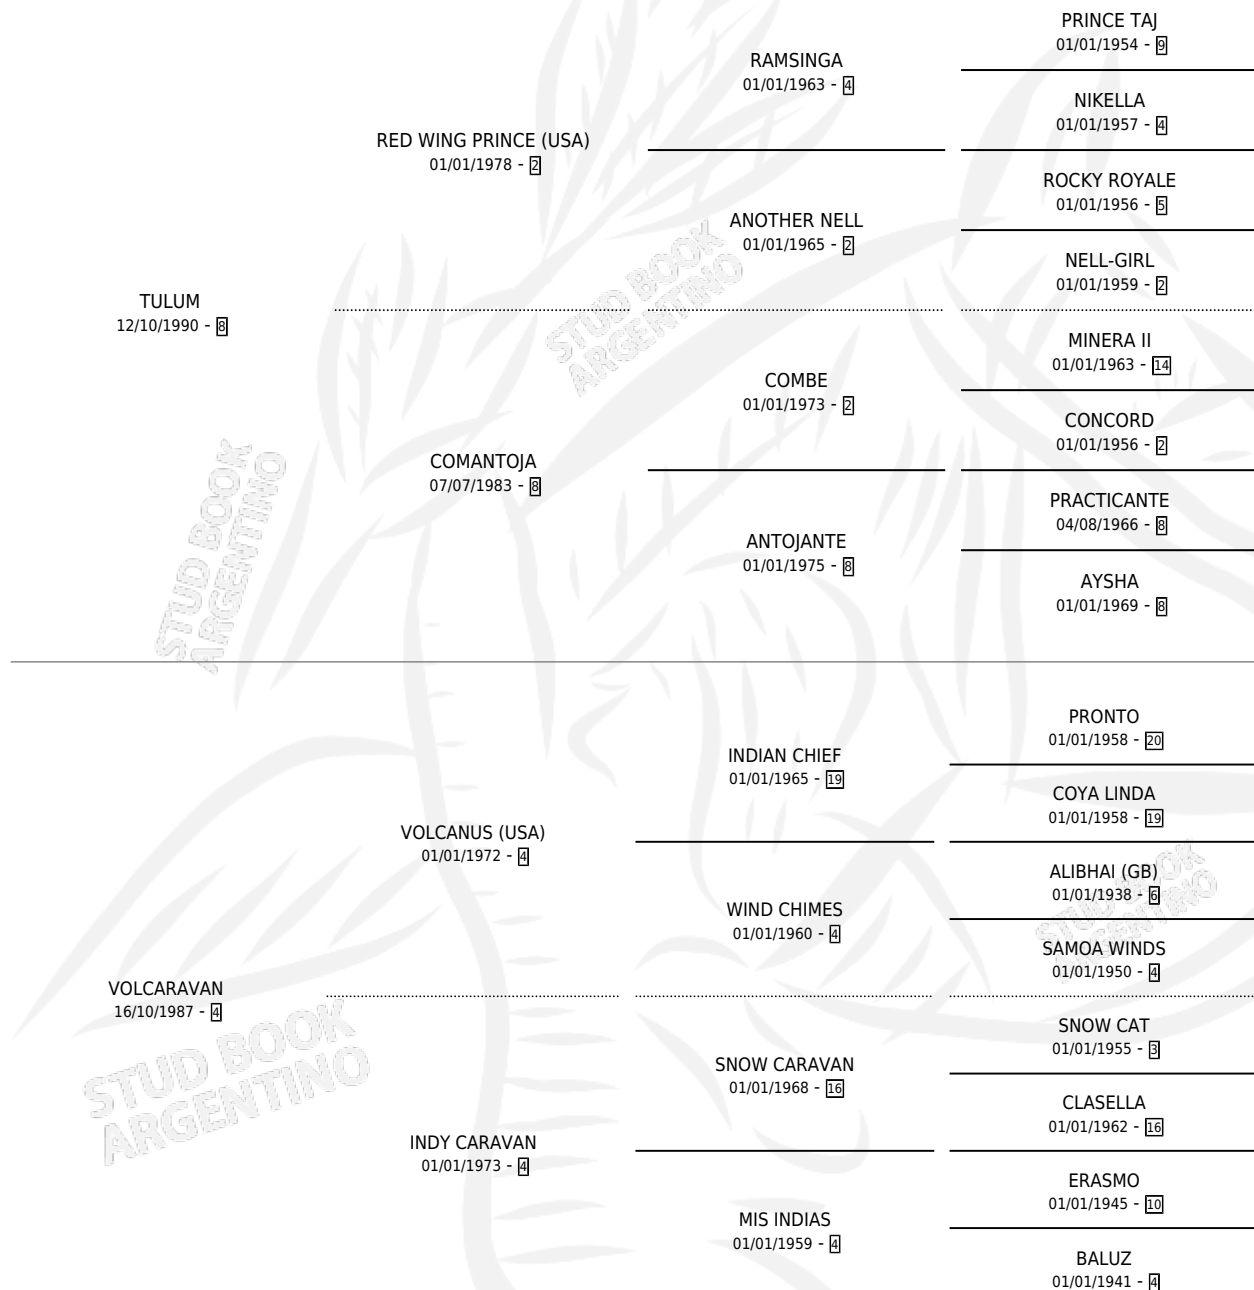 PRINCE TAJ
01/01/1954 - 9
RAMSINGA
01/01/1963 - 4
NIKELLA
01/01/1957 - 4
RED WING PRINCE (USA)
01/01/1978 - 2
ROCKY ROYALE
01/01/1956 - 5
ANOTHER NELL
01/01/1965 - 2
NELL-GIRL
01/01/1959 - 2
TULUM
12/10/1990 - 8
MINERA II
01/01/1963 - 14
COMBE
01/01/1973 - 2
CONCORD
01/01/1956 - 2
COMANTOJA
07/07/1983 - 8
PRACTICANTE
04/08/1966 - 8
ANTOJANTE
01/01/1975 - 8
AYSHA
01/01/1969 - 8
STUD BOOK
ARGENTINO
STUD BOOK
ARGENTINO
PRONTO
01/01/1958 - 20
INDIAN CHIEF
01/01/1965 - 19
COYA LINDA
01/01/1958 - 19
VOLCANUS (USA)
01/01/1972 - 4
ALIBHAI (GB)
01/01/1938 - 6
WIND CHIMES
01/01/1960 - 4
SAMOA WINDS
01/01/1950 - 4
VOLCARAVAN
16/10/1987 - 4
SNOW CAT
01/01/1955 - 3
SNOW CARAVAN
01/01/1968 - 16
CLASELLA
01/01/1962 - 16
INDY CARAVAN
01/01/1973 - 4
ERASMO
01/01/1945 - 10
MIS INDIAS
01/01/1959 - 4
BALUZ
01/01/1941 - 4
STUD BOOK
ARGENTINO
STUD BOOK
ARGENTINO